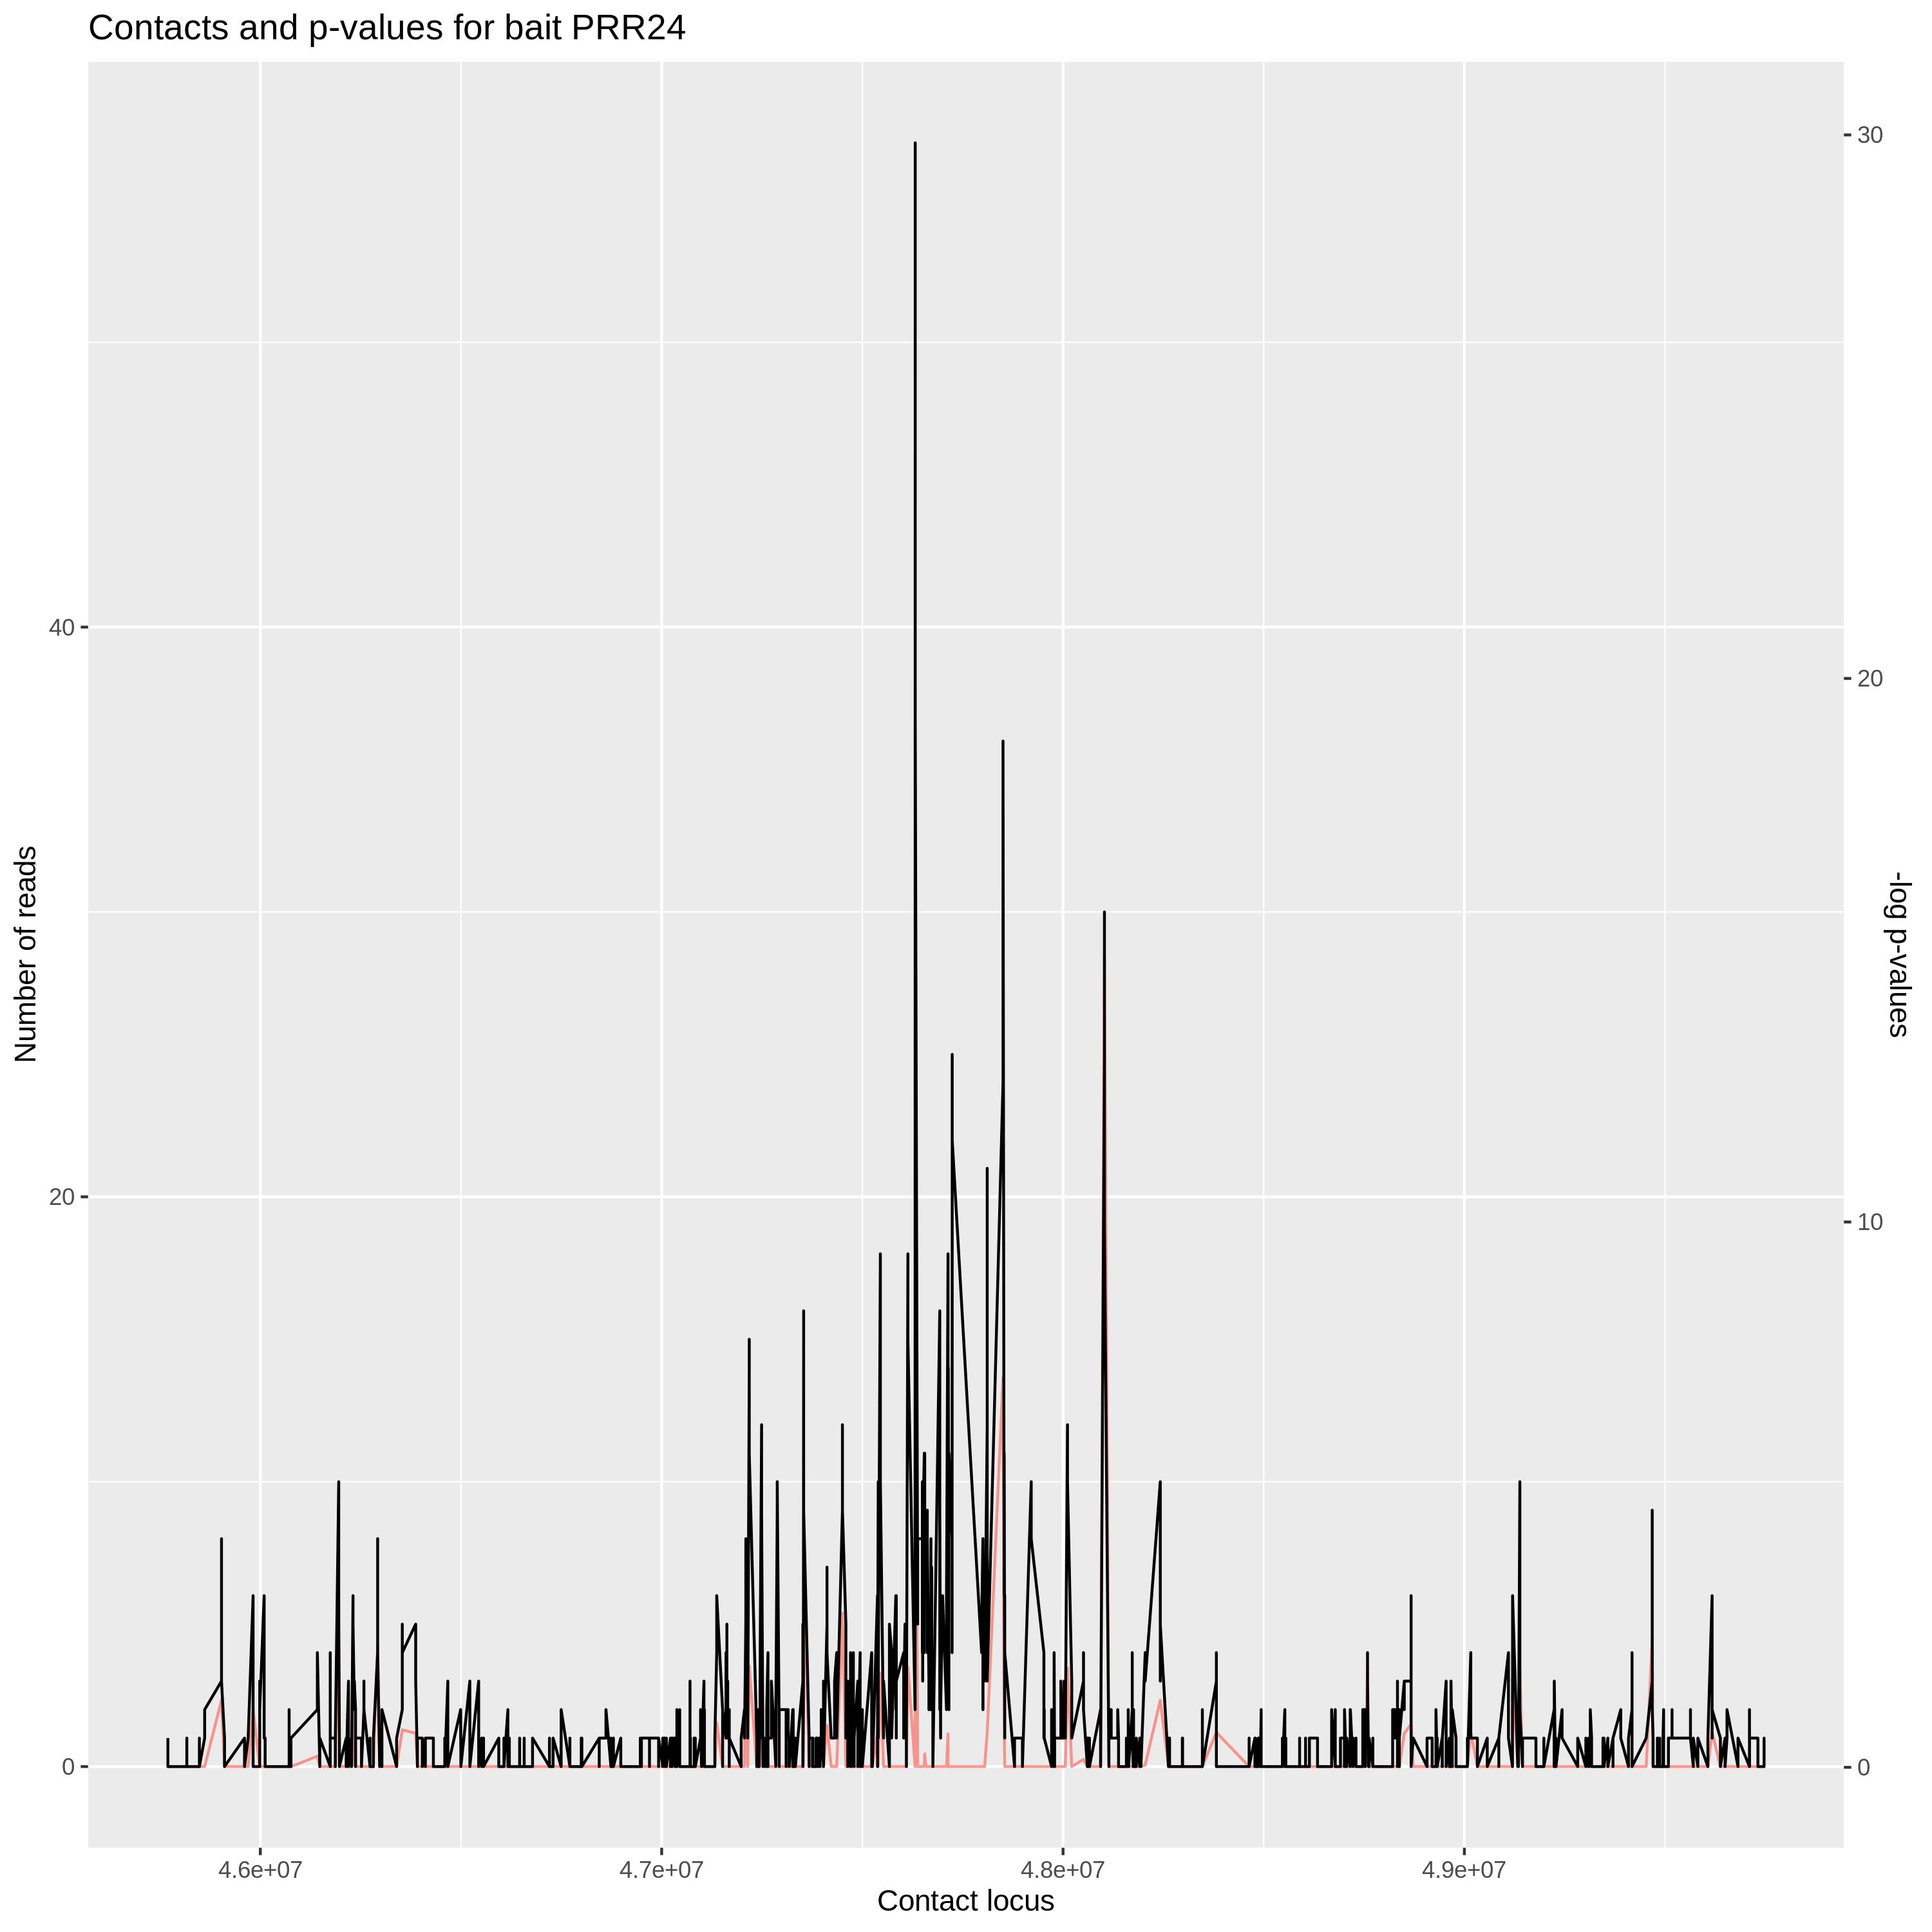 Contacts and p-values for bait PRR24
Number of reads
40
20
0
30
20
10
0
-log p-values
4.6e+07
4.7e+07
4.8e+07
4.9e+07
Contact locus